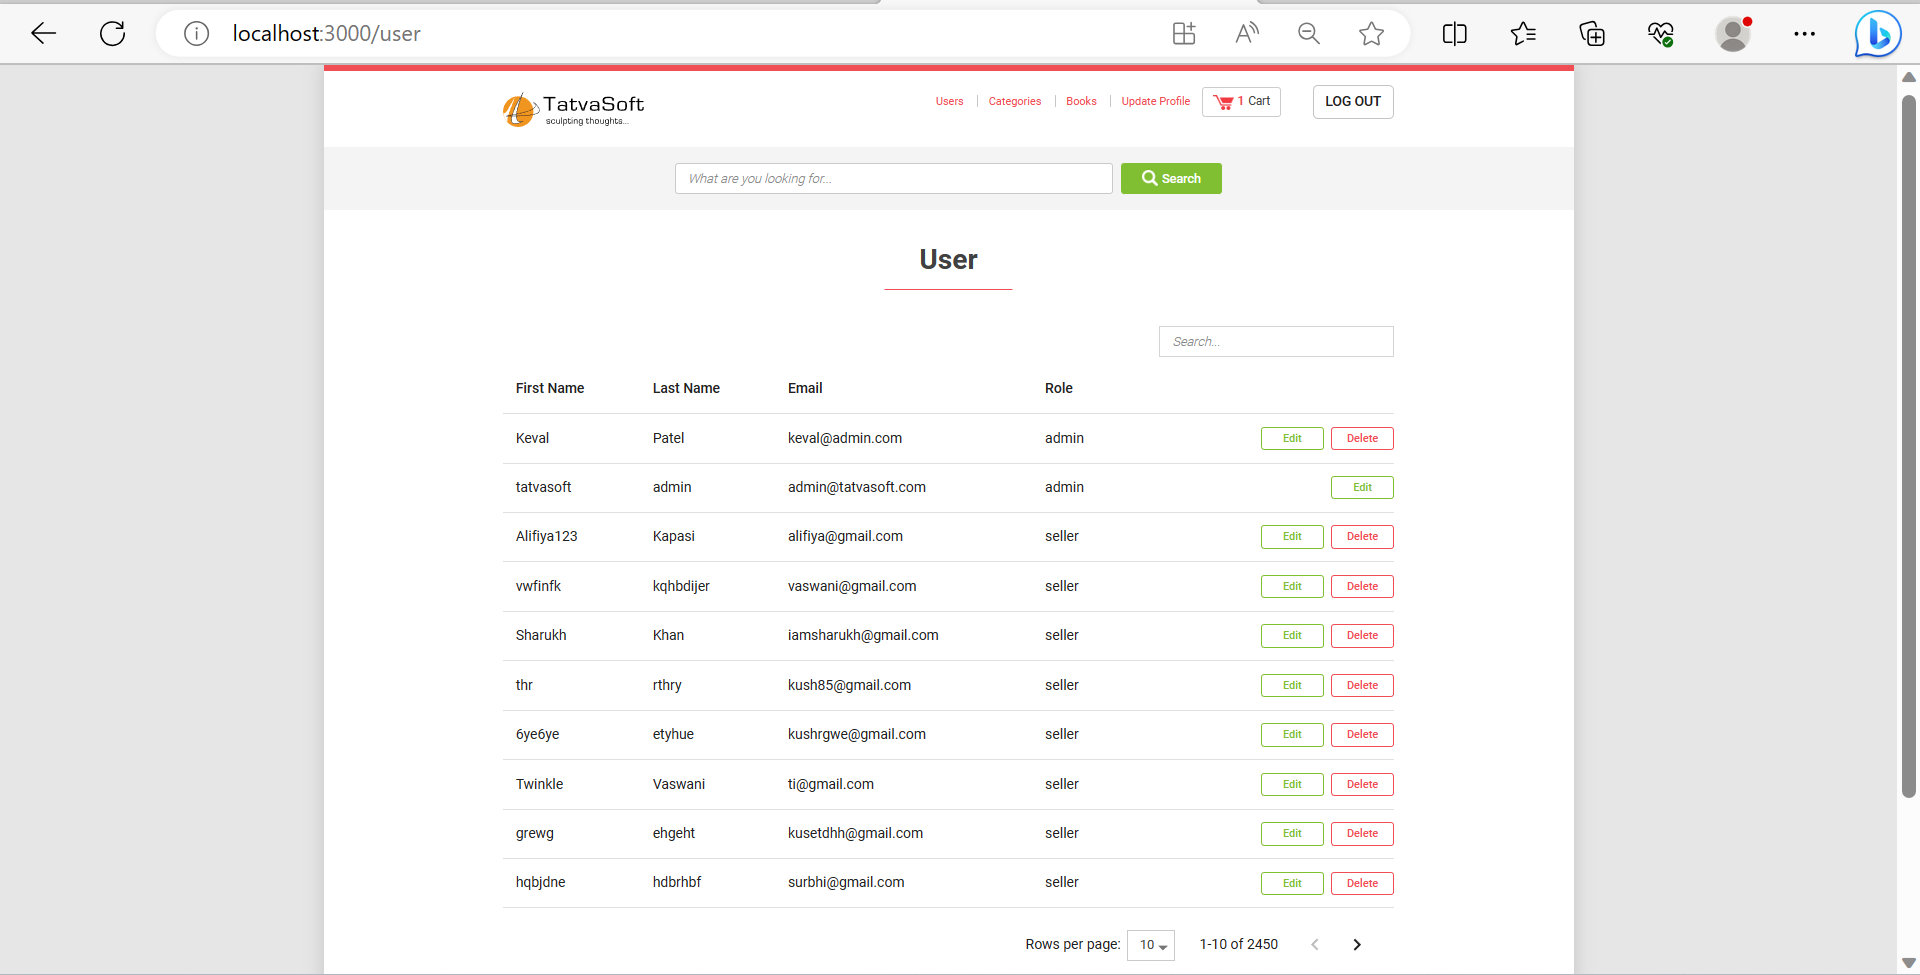 localhost:3000/user
TatvaSoft
sculpting thoughts...
Users Categories Books Update Profile 1 Cart LOG OUT
What are you looking for... Search
User
Search...
First Name Last Name Email Role
Keval Patel keval@admin.com admin Edit Delete
tatvasoft admin admin@tatvasoft.com admin Edit
Alifiya123 Kapasi alifiya@gmail.com seller Edit Delete
vwfinfk kqhbdijer vaswani@gmail.com seller Edit Delete
Sharukh Khan iamsharukh@gmail.com seller Edit Delete
thr rthry kush85@gmail.com seller Edit Delete
6ye6ye etyhue kushrgwe@gmail.com seller Edit Delete
Twinkle Vaswani ti@gmail.com seller Edit Delete
grewg ehgeht kusetdhh@gmail.com seller Edit Delete
hqbjdne hdbrhbf surbhi@gmail.com seller Edit Delete
Rows per page: 10 1-10 of 2450